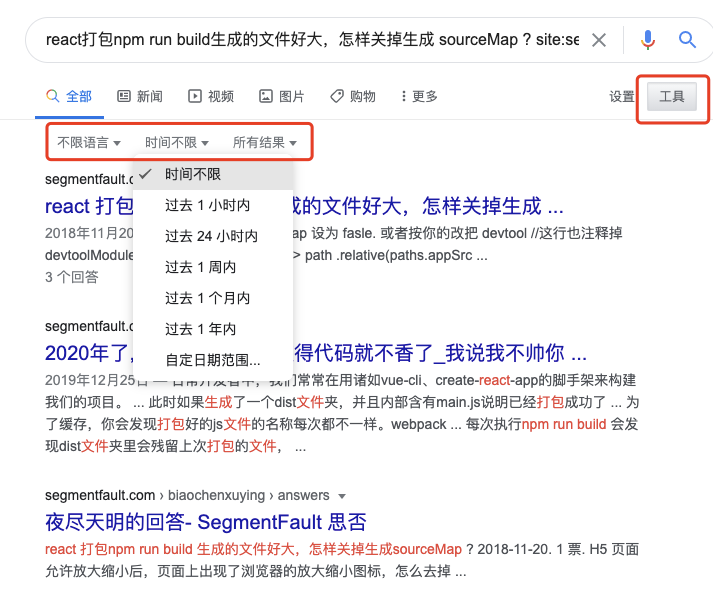 react打包npm run build生成的文件好大，怎样关掉生成 sourceMap ? site:se
全部 新闻 视频 图片 购物 更多 设置 工具
不限语言 时间不限 所有结果
时间不限
过去 1 小时内
过去 24 小时内
过去 1 周内
过去 1 个月内
过去 1 年内
自定日期范围...
segmentfault.c
react 打包 成的文件好大，怎样关掉生成 ...
2018年11月20 ap 设为 fasle. 或者按你的改把 devtool //这行也注释掉
devtoolModule > path .relative(paths.appSrc ...
3 个回答
segmentfault.c
2020年了, 得代码就不香了_我说我不帅你 ...
2019年12月25日 — 日常开发者中，我们常常在用诸如vue-cli、create-react-app的脚手架来构建
我们的项目。 ... 此时如果生成了一个dist文件夹，并且内部含有main.js说明已经打包成功了 ... 为
了缓存，你会发现打包好的js文件的名称每次都不一样。webpack ... 每次执行npm run build 会发
现dist文件夹里会残留上次打包的文件， ...
segmentfault.com › biaochenxuying › answers
夜尽天明的回答- SegmentFault 思否
react 打包npm run build 生成的文件好大，怎样关掉生成sourceMap ? 2018-11-20. 1 票. H5 页面
允许放大缩小后，页面上出现了浏览器的放大缩小图标，怎么去掉 ...